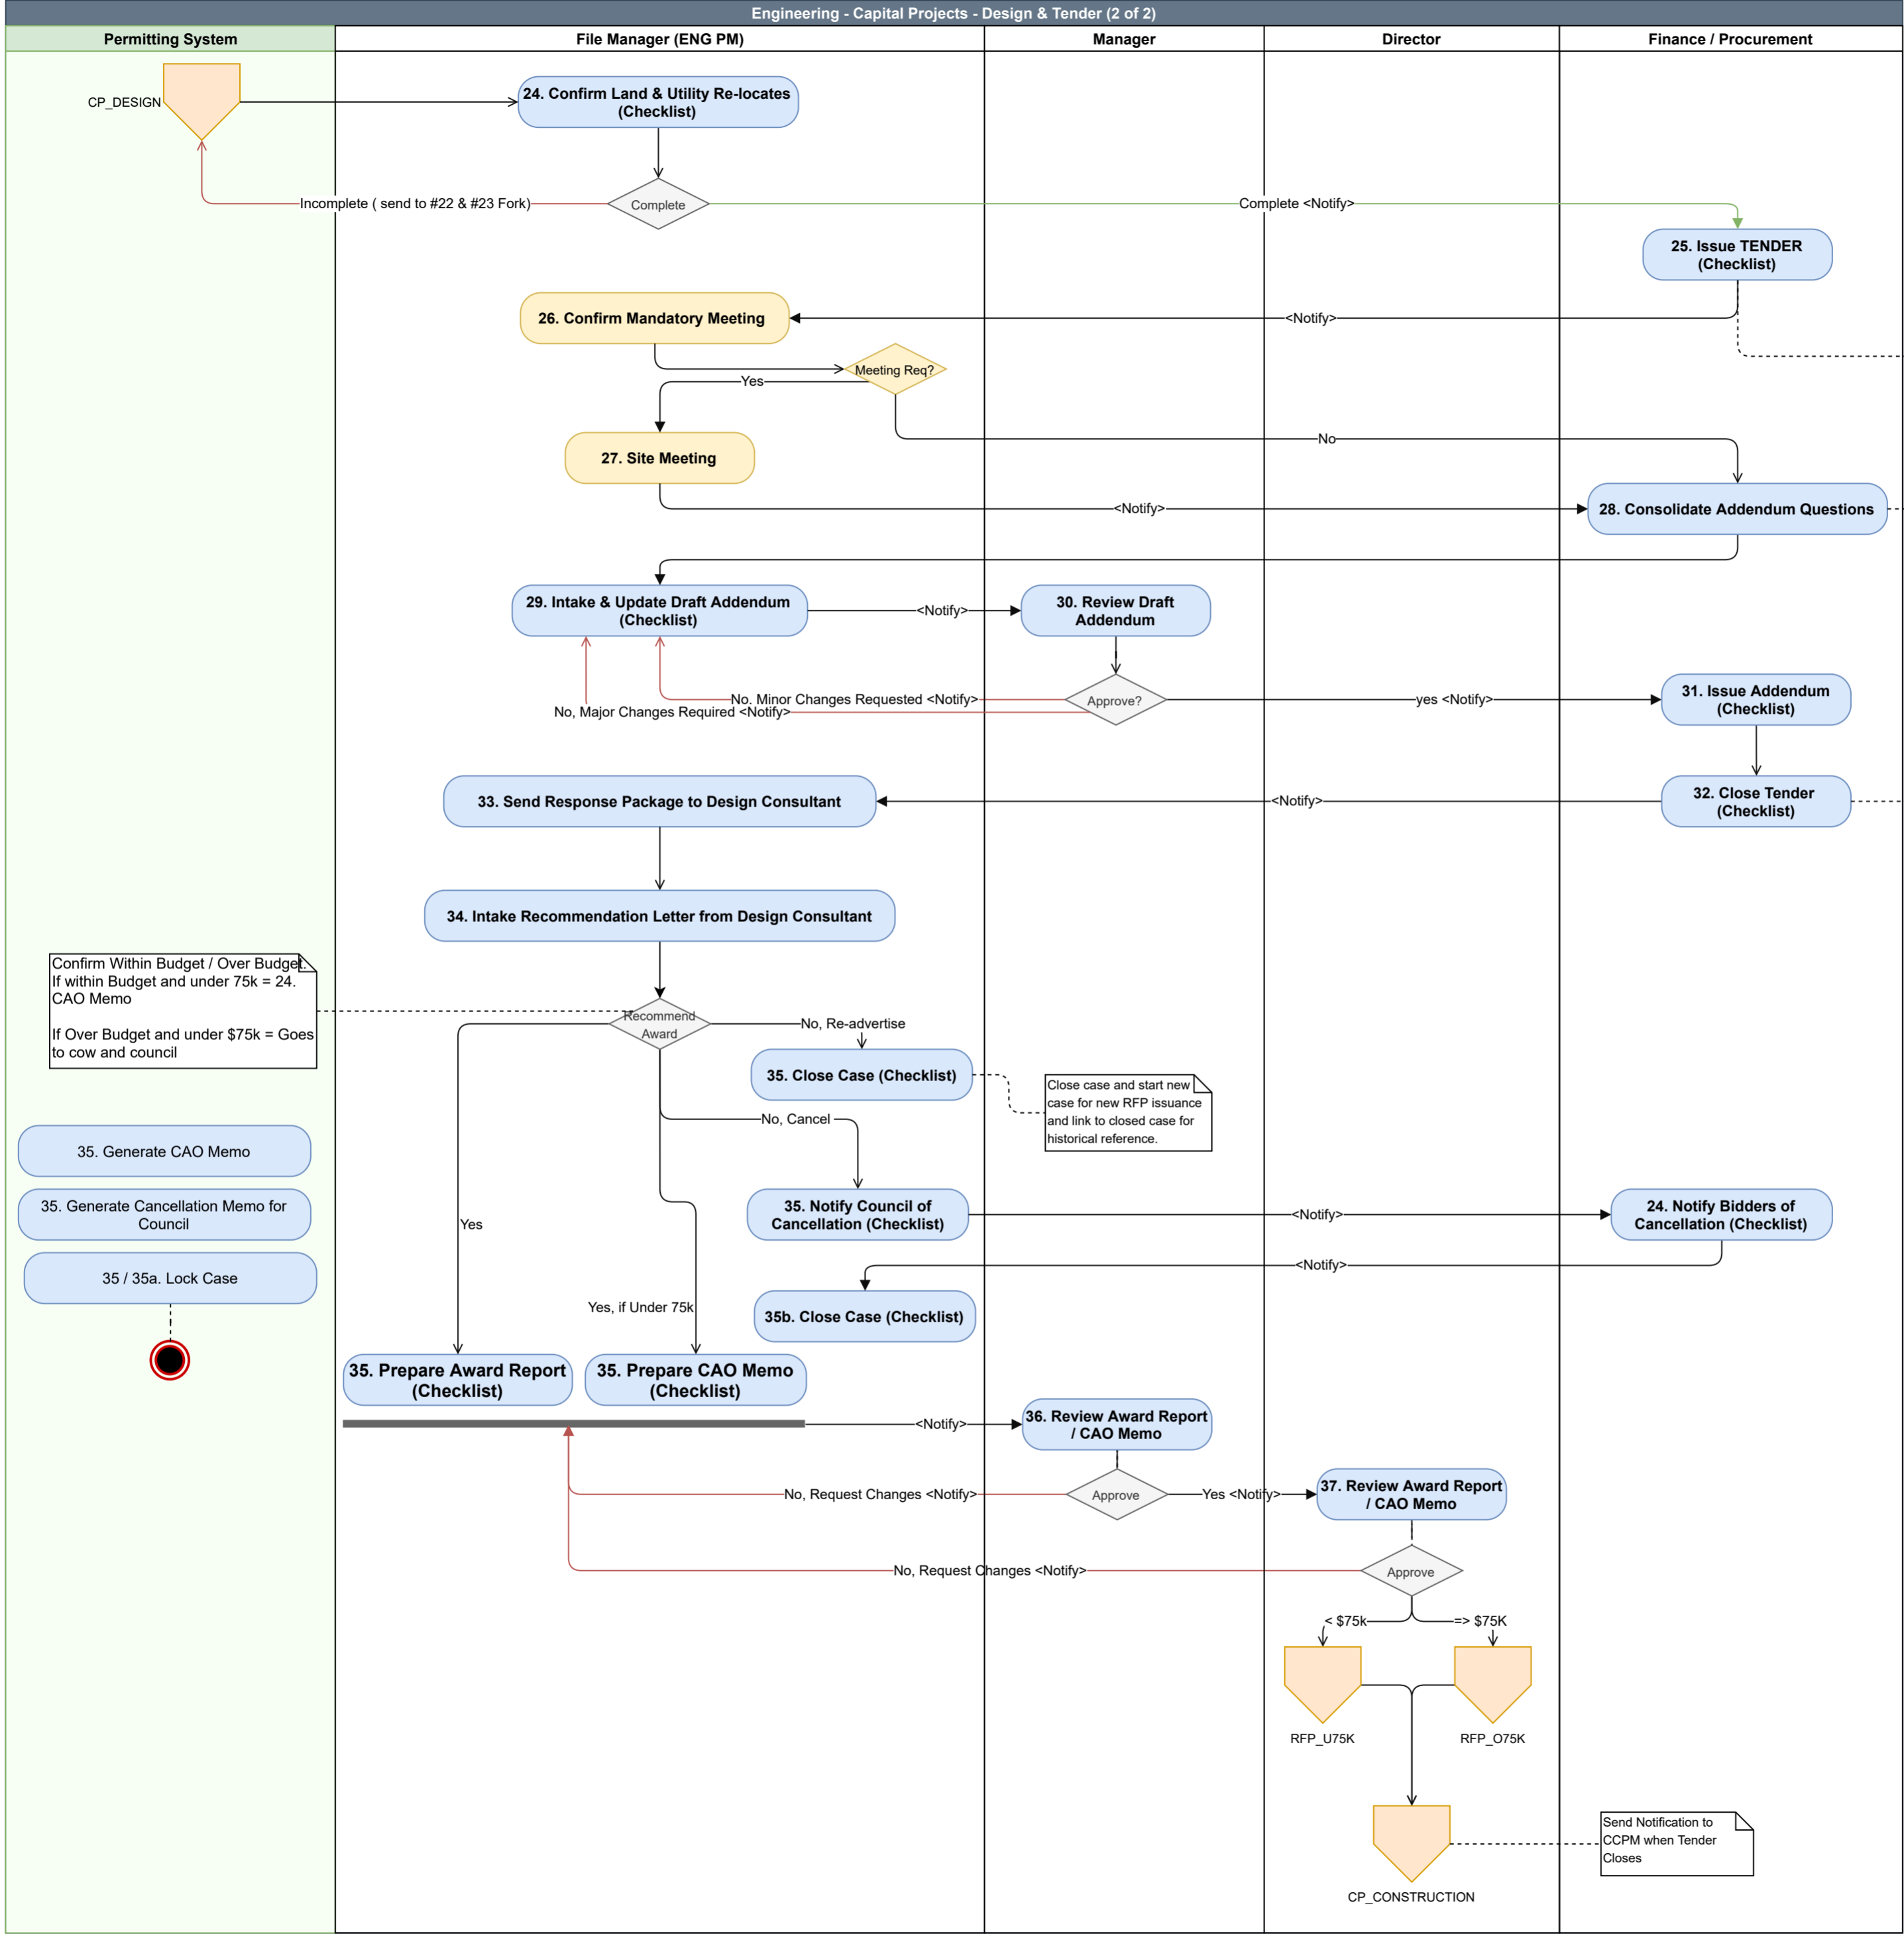 Engineering - Capital Projects - Design & Tender (2 of 2)
Permitting System
File Manager (ENG PM)
Manager
Director
Finance / Procurement
CP_DESIGN
24. Confirm Land & Utility Re-locates
(Checklist)
Incomplete ( send to #22 & #23 Fork)
Complete
Complete <Notify>
25. Issue TENDER
(Checklist)
26. Confirm Mandatory Meeting
<Notify>
Meeting Req?
Yes
No
27. Site Meeting
<Notify>
28. Consolidate Addendum Questions
29. Intake & Update Draft Addendum
(Checklist)
<Notify>
30. Review Draft
Addendum
No. Minor Changes Requested <Notify>
No, Major Changes Required <Notify>
Approve?
yes <Notify>
31. Issue Addendum
(Checklist)
33. Send Response Package to Design Consultant
<Notify>
32. Close Tender
(Checklist)
34. Intake Recommendation Letter from Design Consultant
Confirm Within Budget / Over Budget.
If within Budget and under 75k = 24.
CAO Memo
If Over Budget and under $75k = Goes
to cow and council
Recommend
Award
No, Re-advertise
35. Close Case (Checklist)
Close case and start new
case for new RFP issuance
and link to closed case for
historical reference.
No, Cancel
35. Generate CAO Memo
35. Generate Cancellation Memo for
Council
35 / 35a. Lock Case
Yes
35. Notify Council of
Cancellation (Checklist)
<Notify>
24. Notify Bidders of
Cancellation (Checklist)
<Notify>
Yes, if Under 75k
35b. Close Case (Checklist)
35. Prepare Award Report
(Checklist)
35. Prepare CAO Memo
(Checklist)
<Notify>
36. Review Award Report
/ CAO Memo
No, Request Changes <Notify>
Approve
Yes <Notify>
37. Review Award Report
/ CAO Memo
No, Request Changes <Notify>
Approve
< $75k
=> $75K
RFP_U75K
RFP_O75K
Send Notification to
CCPM when Tender
Closes
CP_CONSTRUCTION